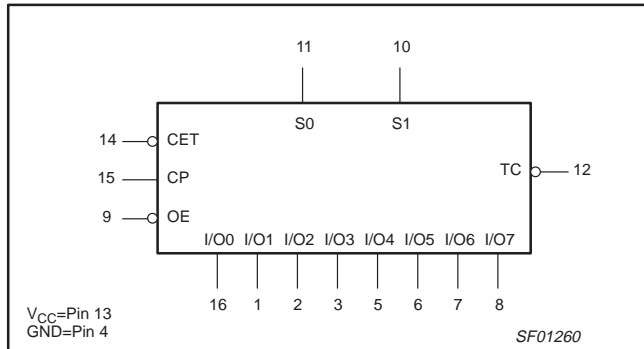 11 10
S0 S1
14 CET
15 CP
TC 12
9 OE
I/O0 I/O1 I/O2 I/O3 I/O4 I/O5 I/O6 I/O7
16 1 2 3 5 6 7 8
VCC=Pin 13
GND=Pin 4
SF01260